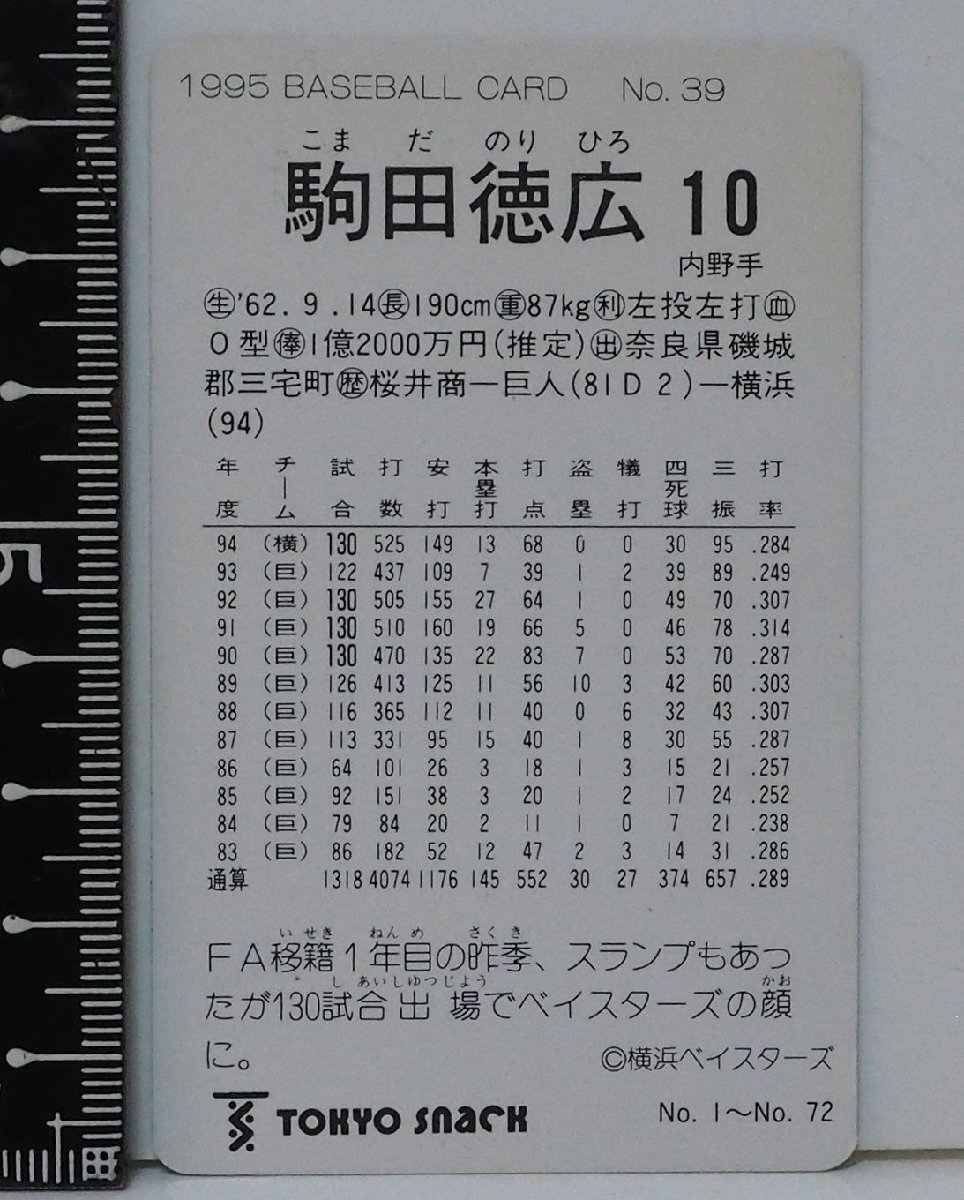 1995 BASEBALL CARD No. 39
こま だ のり ひろ
駒田徳広 10
内野手
㊤'62. 9. 14㊐190cm㊐87kg㊐左投左打㊐
O型㊐1億2000万円(推定)㊐奈良県磯城
郡三宅町㊐桜井商ー巨人(81D2)ー横浜
(94)
年度 チーム 試合 打数 安打 本塁打 打点 盗塁 犠打 四死球 三振 打率
94 (横) 130 525 149 13 68 0 0 30 95 .284
93 (巨) 122 437 109 7 39 1 2 39 89 .249
92 (巨) 130 505 155 27 64 1 0 49 70 .307
91 (巨) 130 510 160 19 66 5 0 46 78 .314
90 (巨) 130 470 135 22 83 7 0 53 70 .287
89 (巨) 126 413 125 11 56 10 3 42 60 .303
88 (巨) 116 365 112 11 40 0 6 32 43 .307
87 (巨) 113 331 95 15 40 1 8 30 55 .287
86 (巨) 64 101 26 3 18 1 3 15 21 .257
85 (巨) 92 151 38 3 20 1 2 17 24 .252
84 (巨) 79 84 20 2 11 1 0 7 21 .238
83 (巨) 86 182 52 12 47 2 3 14 31 .286
通算 1318 4074 1176 145 552 30 27 374 657 .289
いせき ねんめ さくき
FA移籍1年目の昨季、スランプもあっ
しあいしゅつじよう かお
たが130試合出場でベイスターズの顔
に。
©横浜ベイスターズ
TOKYO SNACK
No. 1〜No. 72
5